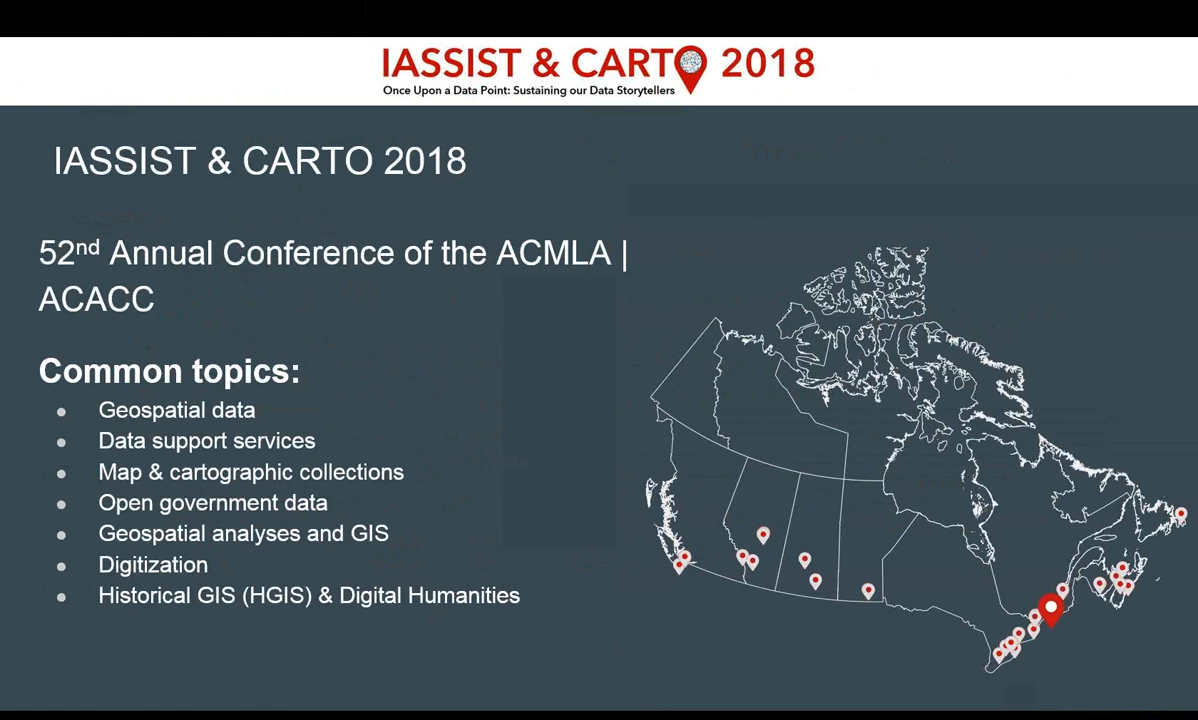 IASSIST & CARTO 2018
Once Upon a Data Point: Sustaining our Data Storytellers
IASSIST & CARTO 2018
52nd Annual Conference of the ACMLA |
ACACC
Common topics:
● Geospatial data
● Data support services
● Map & cartographic collections
● Open government data
● Geospatial analyses and GIS
● Digitization
● Historical GIS (HGIS) & Digital Humanities